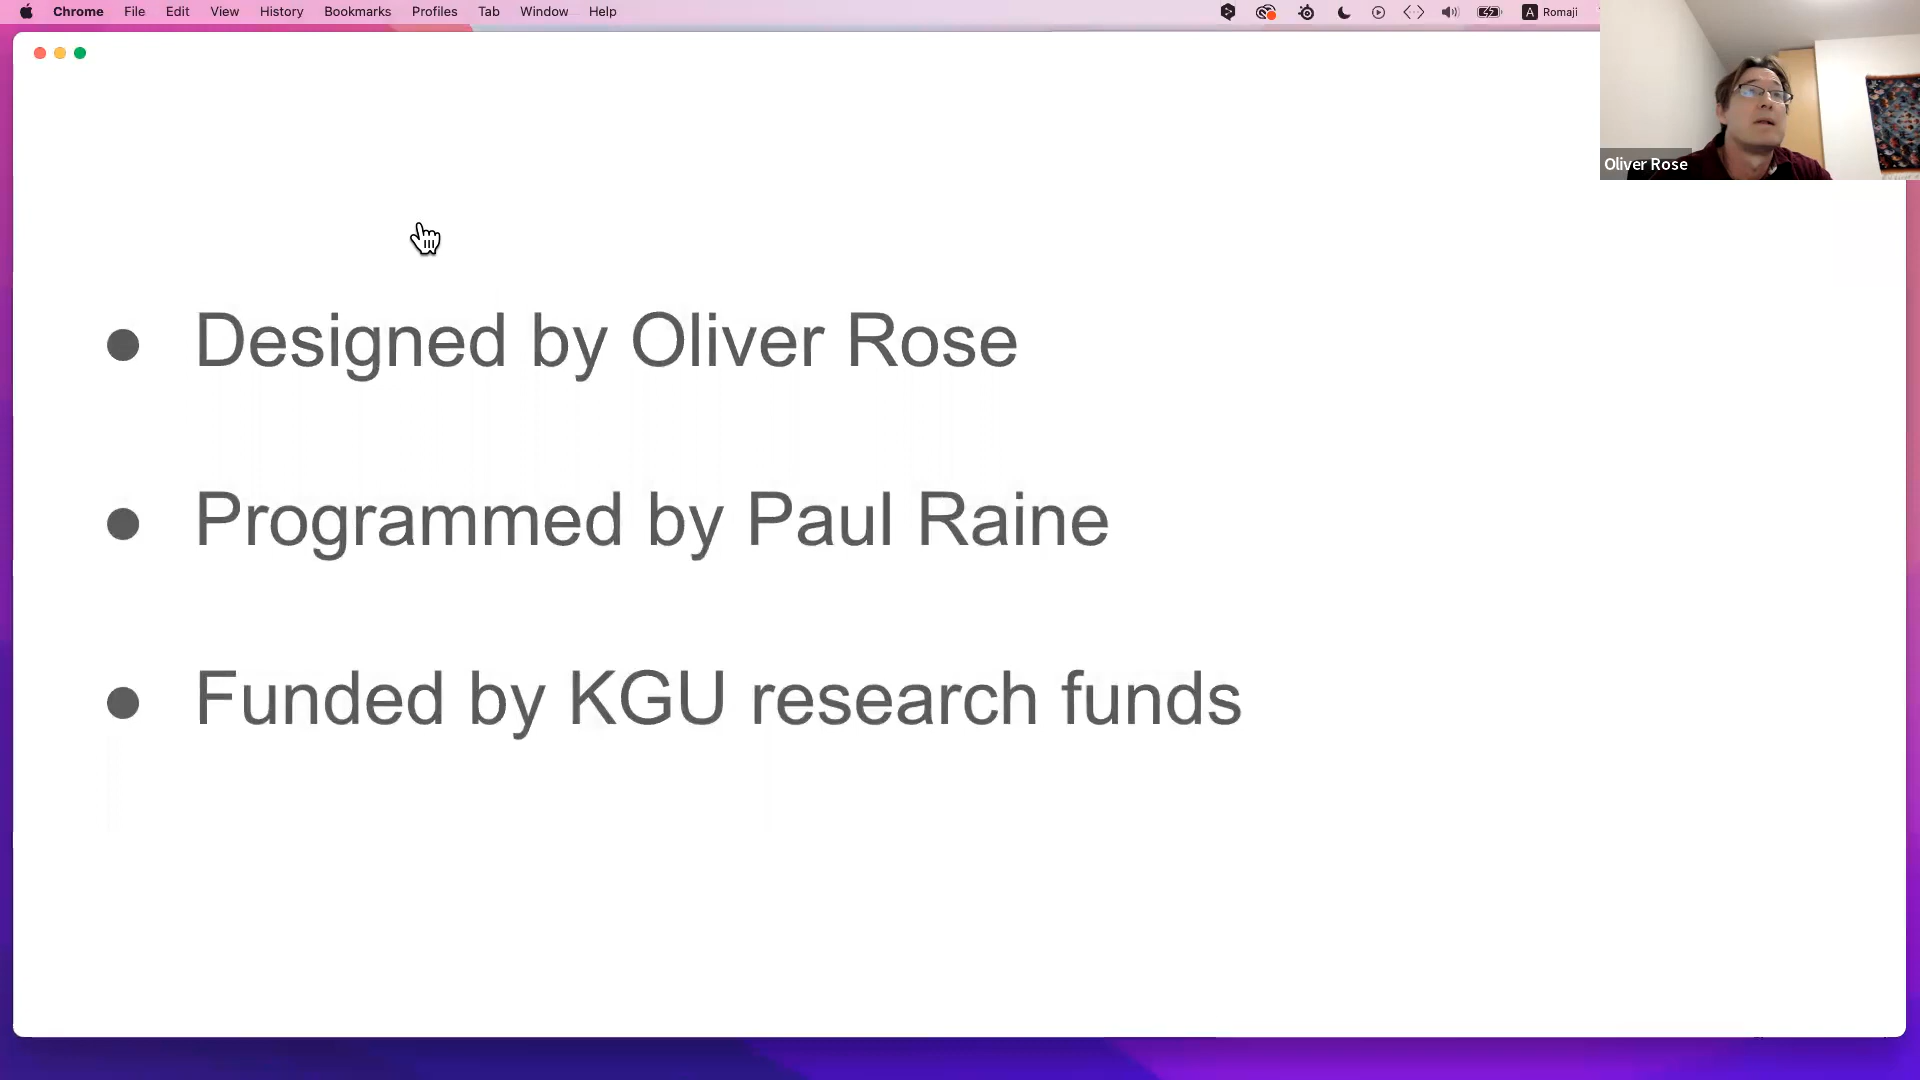 Chrome File Edit View History Bookmarks Profiles Tab Window Help A Romaji
Oliver Rose
● Designed by Oliver Rose
● Programmed by Paul Raine
● Funded by KGU research funds